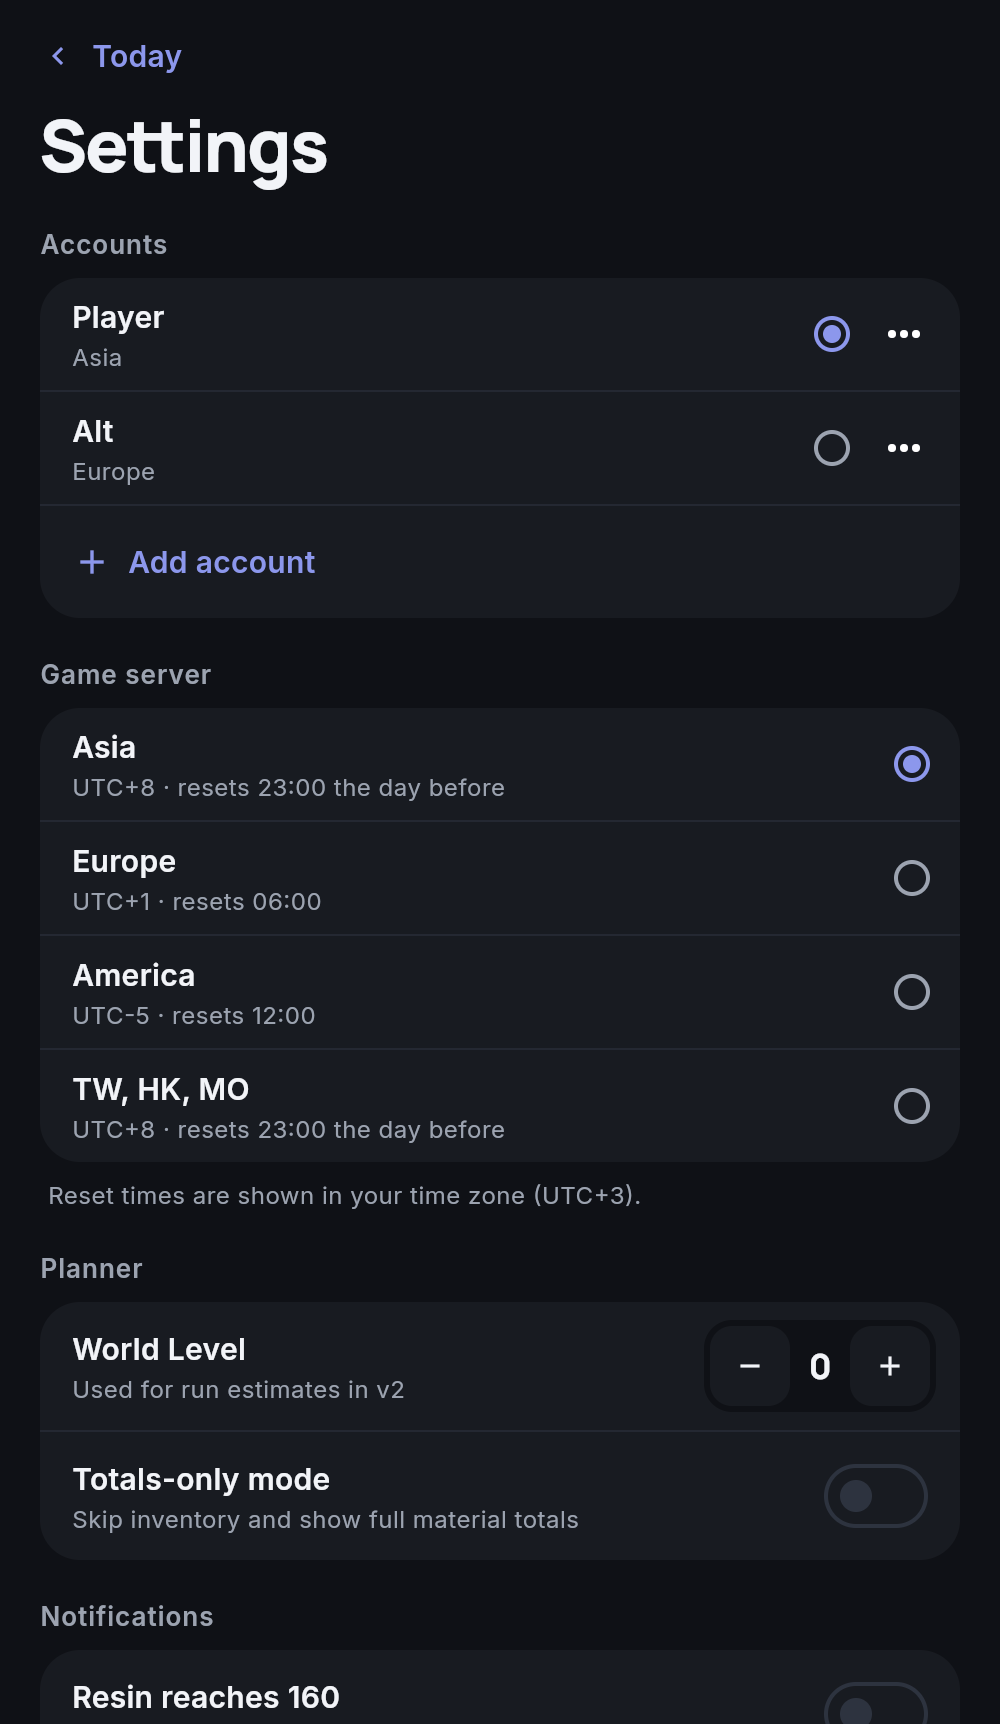 Today
Settings
Accounts
Player
Asia
Alt
Europe
Add account
Game server
Asia
UTC+8 · resets 23:00 the day before
Europe
UTC+1 · resets 06:00
America
UTC-5 · resets 12:00
TW, HK, MO
UTC+8 · resets 23:00 the day before
Reset times are shown in your time zone (UTC+3).
Planner
World Level
Used for run estimates in v2
− 0 +
Totals-only mode
Skip inventory and show full material totals
Notifications
Resin reaches 160